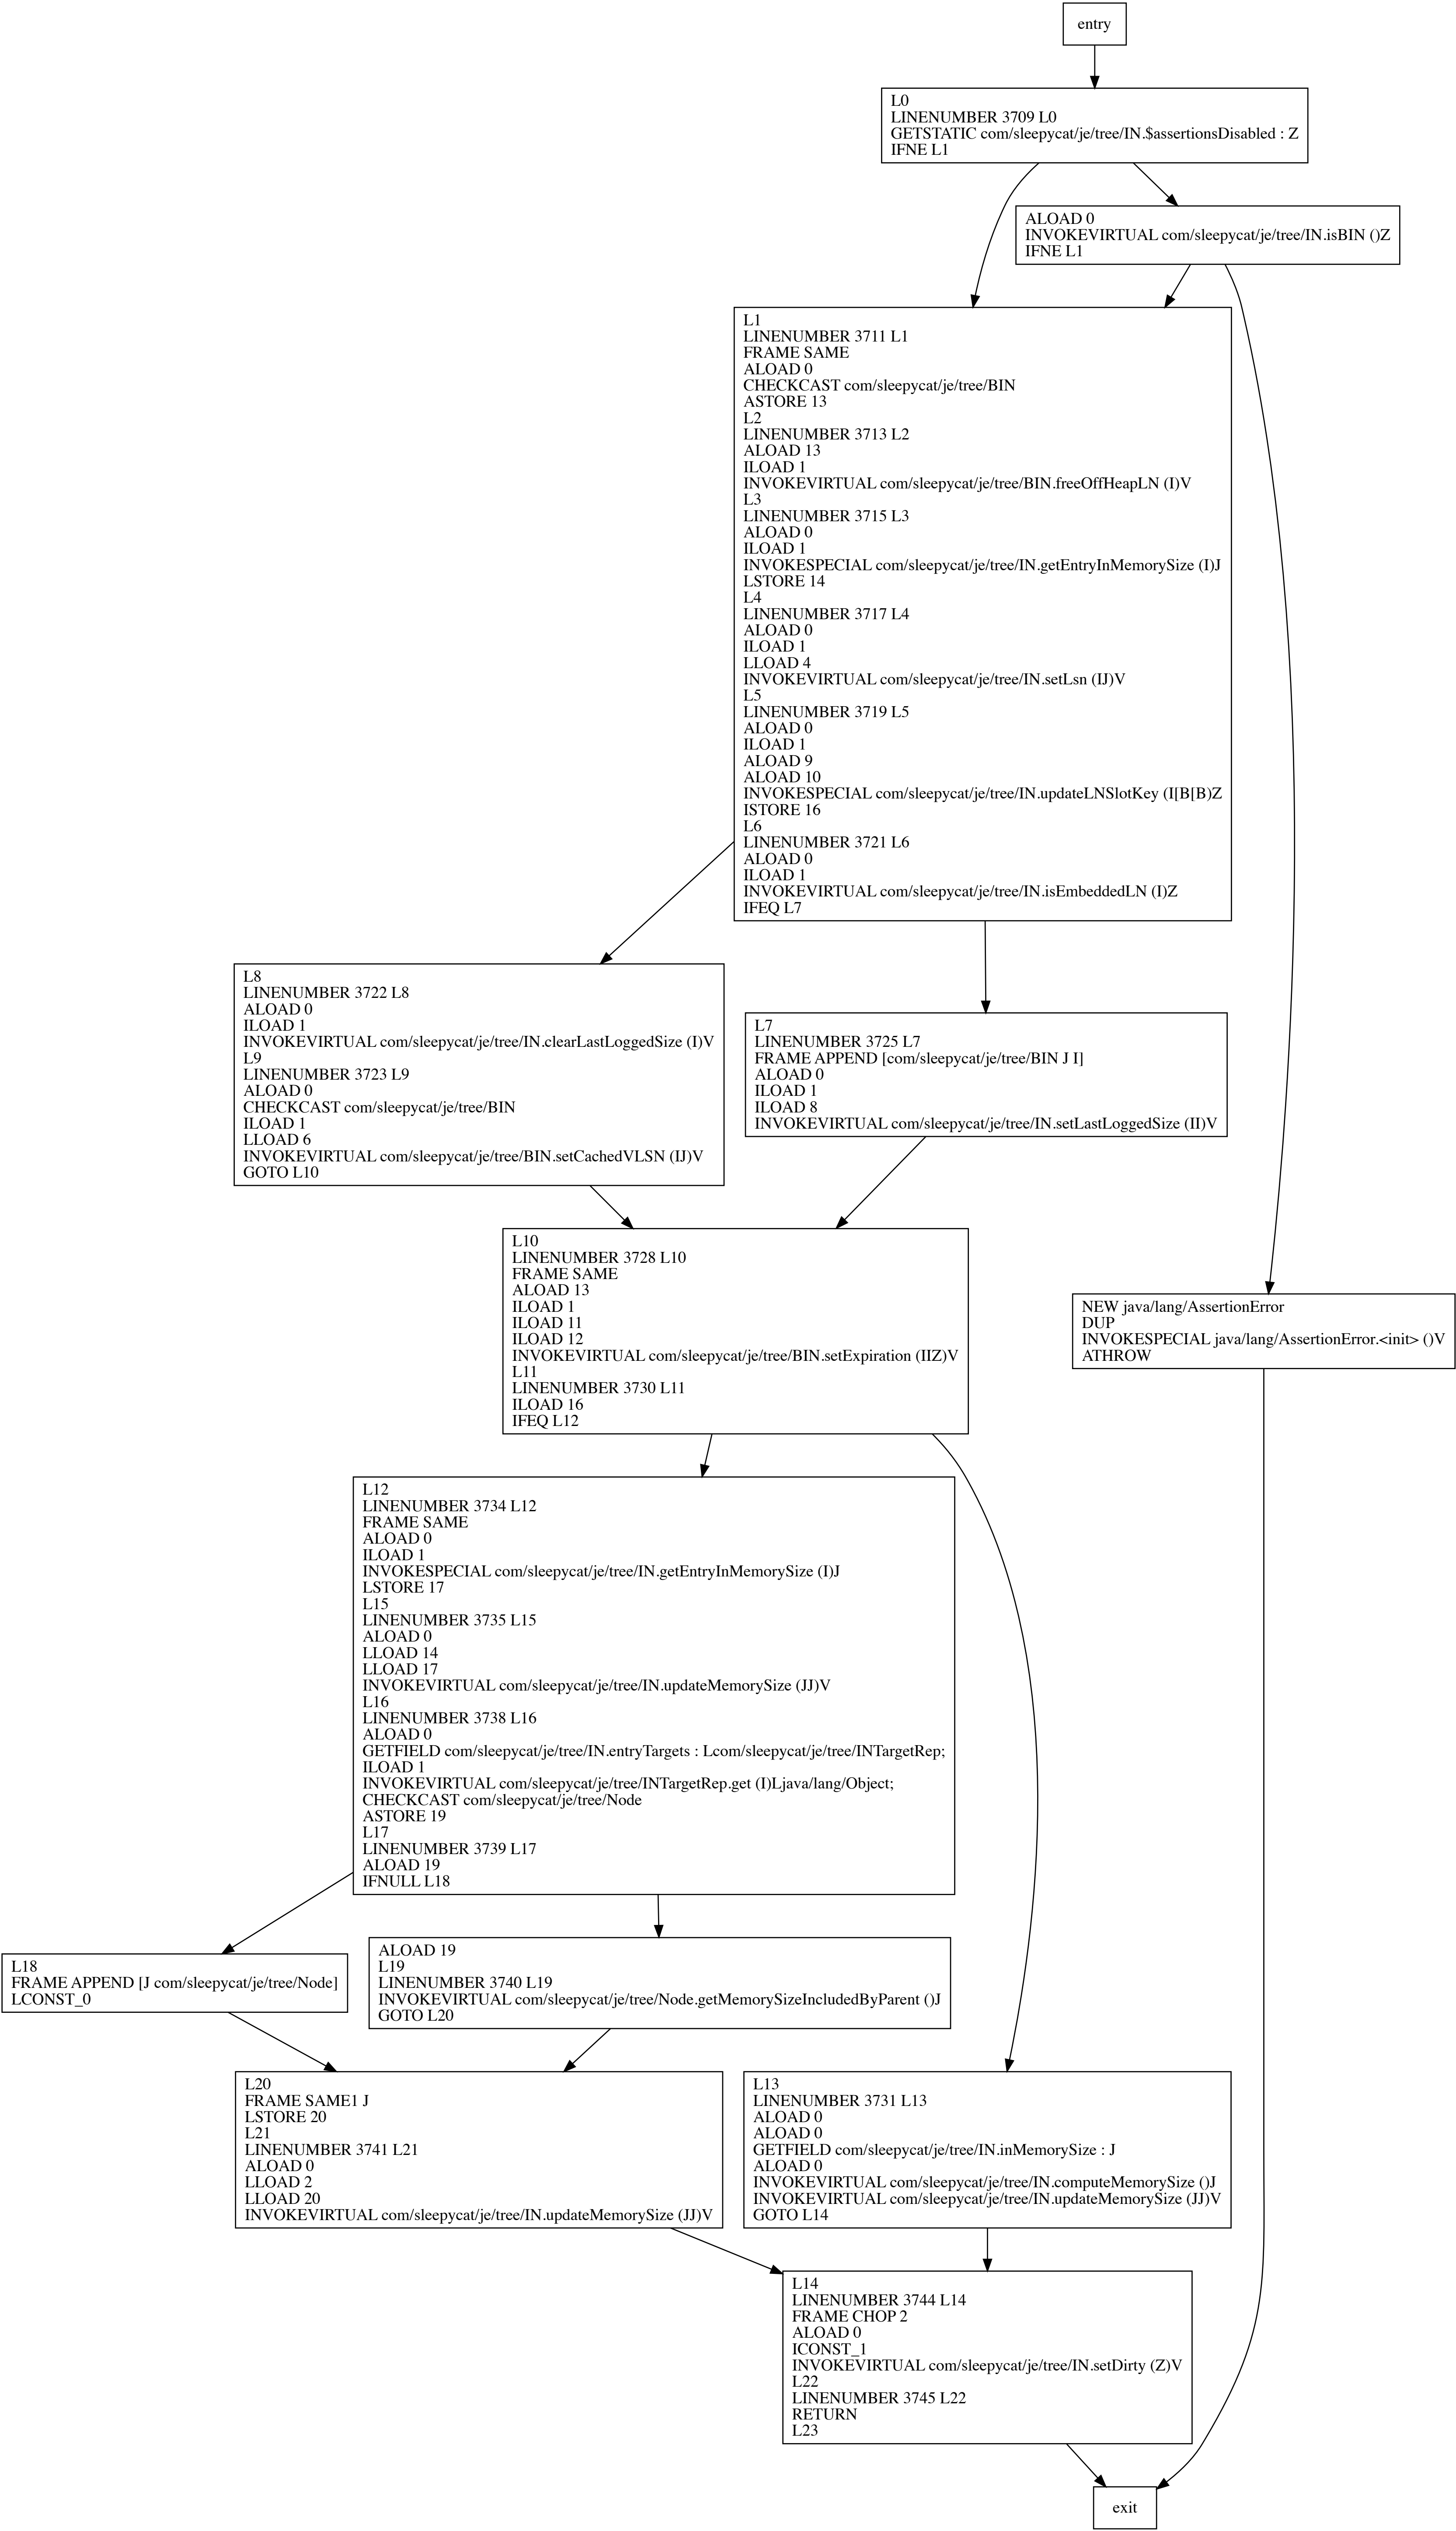 entry
L0
LINENUMBER 3709 L0
GETSTATIC com/sleepycat/je/tree/IN.$assertionsDisabled : Z
IFNE L1
ALOAD 0
INVOKEVIRTUAL com/sleepycat/je/tree/IN.isBIN ()Z
IFNE L1
L1
LINENUMBER 3711 L1
FRAME SAME
ALOAD 0
CHECKCAST com/sleepycat/je/tree/BIN
ASTORE 13
L2
LINENUMBER 3713 L2
ALOAD 13
ILOAD 1
INVOKEVIRTUAL com/sleepycat/je/tree/BIN.freeOffHeapLN (I)V
L3
LINENUMBER 3715 L3
ALOAD 0
ILOAD 1
INVOKESPECIAL com/sleepycat/je/tree/IN.getEntryInMemorySize (I)J
LSTORE 14
L4
LINENUMBER 3717 L4
ALOAD 0
ILOAD 1
LLOAD 4
INVOKEVIRTUAL com/sleepycat/je/tree/IN.setLsn (IJ)V
L5
LINENUMBER 3719 L5
ALOAD 0
ILOAD 1
ALOAD 9
ALOAD 10
INVOKESPECIAL com/sleepycat/je/tree/IN.updateLNSlotKey (I[B[B)Z
ISTORE 16
L6
LINENUMBER 3721 L6
ALOAD 0
ILOAD 1
INVOKEVIRTUAL com/sleepycat/je/tree/IN.isEmbeddedLN (I)Z
IFEQ L7
L8
LINENUMBER 3722 L8
ALOAD 0
ILOAD 1
INVOKEVIRTUAL com/sleepycat/je/tree/IN.clearLastLoggedSize (I)V
L9
LINENUMBER 3723 L9
ALOAD 0
CHECKCAST com/sleepycat/je/tree/BIN
ILOAD 1
LLOAD 6
INVOKEVIRTUAL com/sleepycat/je/tree/BIN.setCachedVLSN (IJ)V
GOTO L10
L7
LINENUMBER 3725 L7
FRAME APPEND [com/sleepycat/je/tree/BIN J I]
ALOAD 0
ILOAD 1
ILOAD 8
INVOKEVIRTUAL com/sleepycat/je/tree/IN.setLastLoggedSize (II)V
L10
LINENUMBER 3728 L10
FRAME SAME
ALOAD 13
ILOAD 1
ILOAD 11
ILOAD 12
INVOKEVIRTUAL com/sleepycat/je/tree/BIN.setExpiration (IIZ)V
L11
LINENUMBER 3730 L11
ILOAD 16
IFEQ L12
NEW java/lang/AssertionError
DUP
INVOKESPECIAL java/lang/AssertionError.<init> ()V
ATHROW
L12
LINENUMBER 3734 L12
FRAME SAME
ALOAD 0
ILOAD 1
INVOKESPECIAL com/sleepycat/je/tree/IN.getEntryInMemorySize (I)J
LSTORE 17
L15
LINENUMBER 3735 L15
ALOAD 0
LLOAD 14
LLOAD 17
INVOKEVIRTUAL com/sleepycat/je/tree/IN.updateMemorySize (JJ)V
L16
LINENUMBER 3738 L16
ALOAD 0
GETFIELD com/sleepycat/je/tree/IN.entryTargets : Lcom/sleepycat/je/tree/INTargetRep;
ILOAD 1
INVOKEVIRTUAL com/sleepycat/je/tree/INTargetRep.get (I)Ljava/lang/Object;
CHECKCAST com/sleepycat/je/tree/Node
ASTORE 19
L17
LINENUMBER 3739 L17
ALOAD 19
IFNULL L18
L18
FRAME APPEND [J com/sleepycat/je/tree/Node]
LCONST_0
ALOAD 19
L19
LINENUMBER 3740 L19
INVOKEVIRTUAL com/sleepycat/je/tree/Node.getMemorySizeIncludedByParent ()J
GOTO L20
L20
FRAME SAME1 J
LSTORE 20
L21
LINENUMBER 3741 L21
ALOAD 0
LLOAD 2
LLOAD 20
INVOKEVIRTUAL com/sleepycat/je/tree/IN.updateMemorySize (JJ)V
L13
LINENUMBER 3731 L13
ALOAD 0
ALOAD 0
GETFIELD com/sleepycat/je/tree/IN.inMemorySize : J
ALOAD 0
INVOKEVIRTUAL com/sleepycat/je/tree/IN.computeMemorySize ()J
INVOKEVIRTUAL com/sleepycat/je/tree/IN.updateMemorySize (JJ)V
GOTO L14
L14
LINENUMBER 3744 L14
FRAME CHOP 2
ALOAD 0
ICONST_1
INVOKEVIRTUAL com/sleepycat/je/tree/IN.setDirty (Z)V
L22
LINENUMBER 3745 L22
RETURN
L23
exit